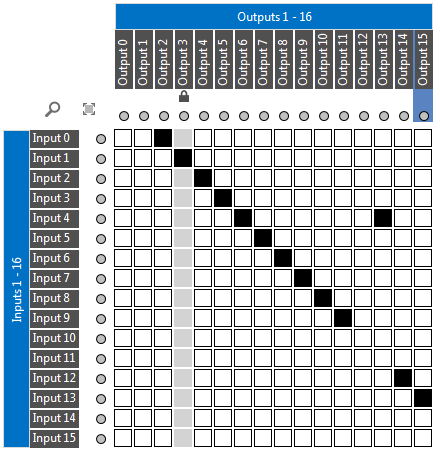 Outputs 1 - 16
Output 0
Output 1
Output 2
Output 3
Output 4
Output 5
Output 6
Output 7
Output 8
Output 9
Output 10
Output 11
Output 12
Output 13
Output 14
Output 15
Inputs 1 - 16
Input 0
Input 1
Input 2
Input 3
Input 4
Input 5
Input 6
Input 7
Input 8
Input 9
Input 10
Input 11
Input 12
Input 13
Input 14
Input 15